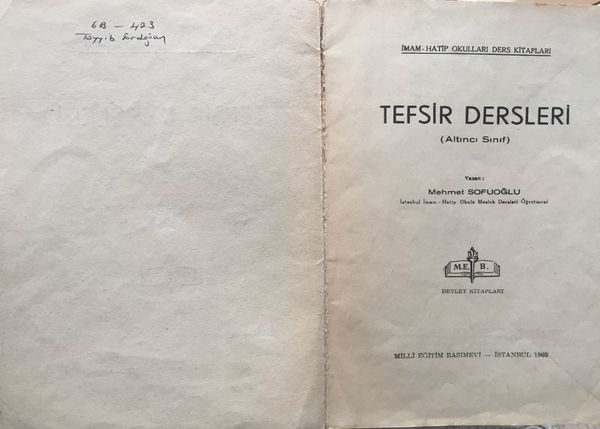 6B - 423
Tayyib Erdoğan
İMAM-HATİP OKULLARI DERS KİTAPLARI
TEFSİR DERSLERİ
(Altıncı Sınıf)
Yazan :
Mehmet SOFUOĞLU
İstanbul İmam - Hatip Okulu Meslek Dersleri Öğretmeni
M.E. B.
DEVLET KİTAPLARI
MİLLÎ EĞİTİM BASIMEVİ — İSTANBUL 1969